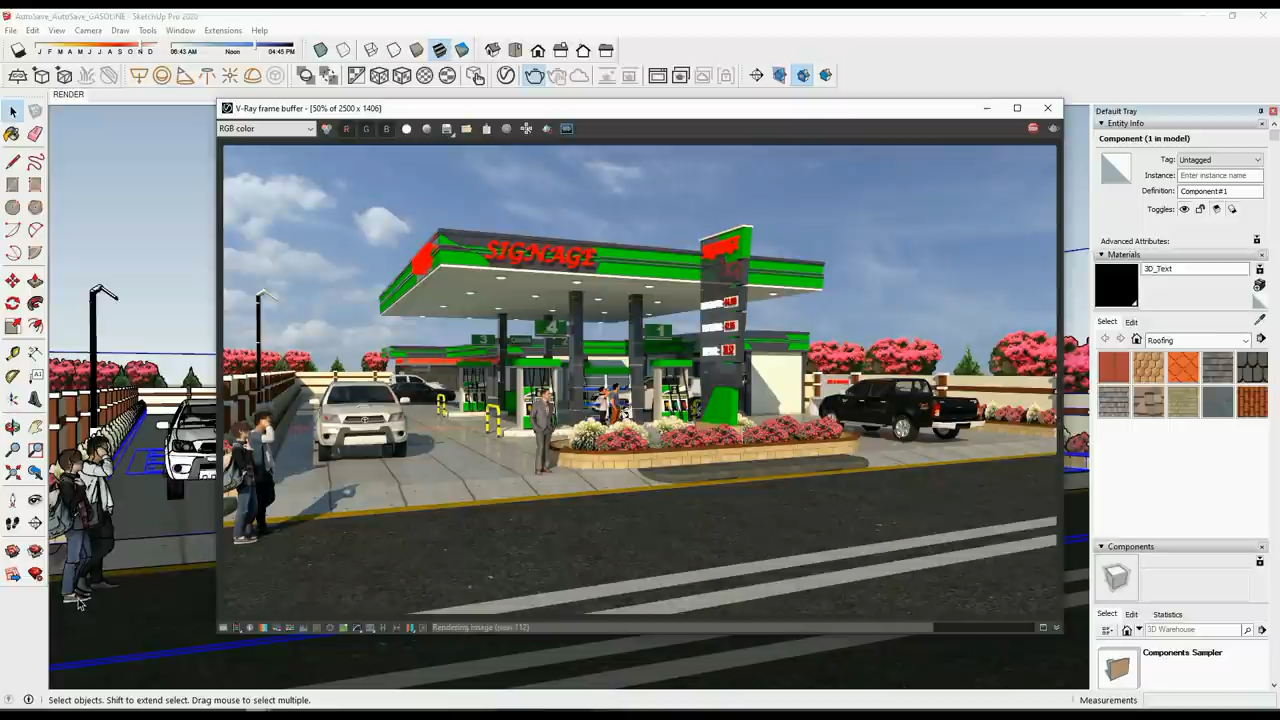 AutoSave_AutoSave_GASOLINE - SketchUp Pro 2020
File Edit View Camera Draw Tools Window Extensions Help
J F M A M J J A S O N D 06:43 AM Noon 04:45 PM
RENDER
V-Ray frame buffer - [50% of 2500 x 1406]
RGB color
R G B
SIGNAGE
3 4 1
Rendering image (pass 112)
Default Tray
Entity Info
Component (1 in model)
Tag: Untagged
Instance: Enter instance name
Definition: Component#1
Toggles:
Advanced Attributes:
Materials
3D_Text
Select Edit
Roofing
Components
Select Edit Statistics
3D Warehouse
Components Sampler
Select objects. Shift to extend select. Drag mouse to select multiple.
Measurements